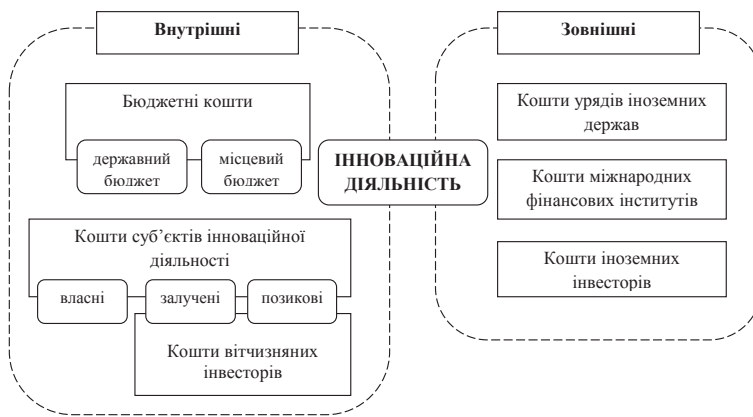 Внутрішні
Бюджетні кошти
державний
бюджет
місцевий
бюджет
Кошти суб’єктів інноваційної
діяльності
власні
залучені
позикові
Кошти вітчизняних
інвесторів
ІННОВАЦІЙНА
ДІЯЛЬНІСТЬ
Зовнішні
Кошти урядів іноземних
держав
Кошти міжнародних
фінансових інститутів
Кошти іноземних
інвесторів